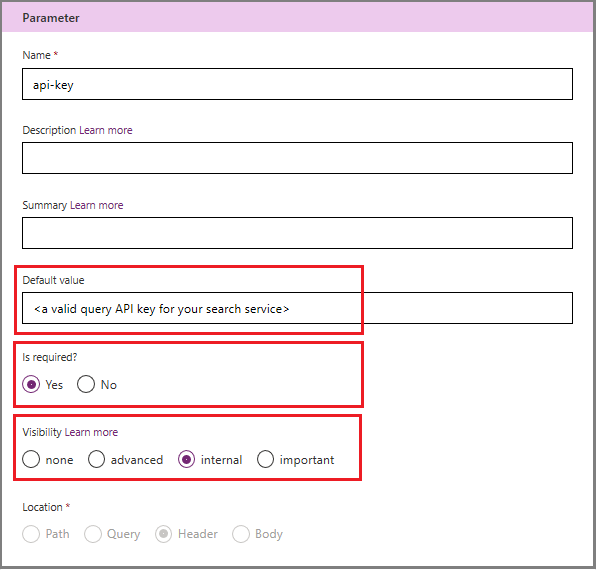 Parameter
Name *
api-key
Description Learn more
Summary Learn more
Default value
<a valid query API key for your search service>
Is required?
Yes No
Visibility Learn more
none advanced internal important
Location *
Path Query Header Body